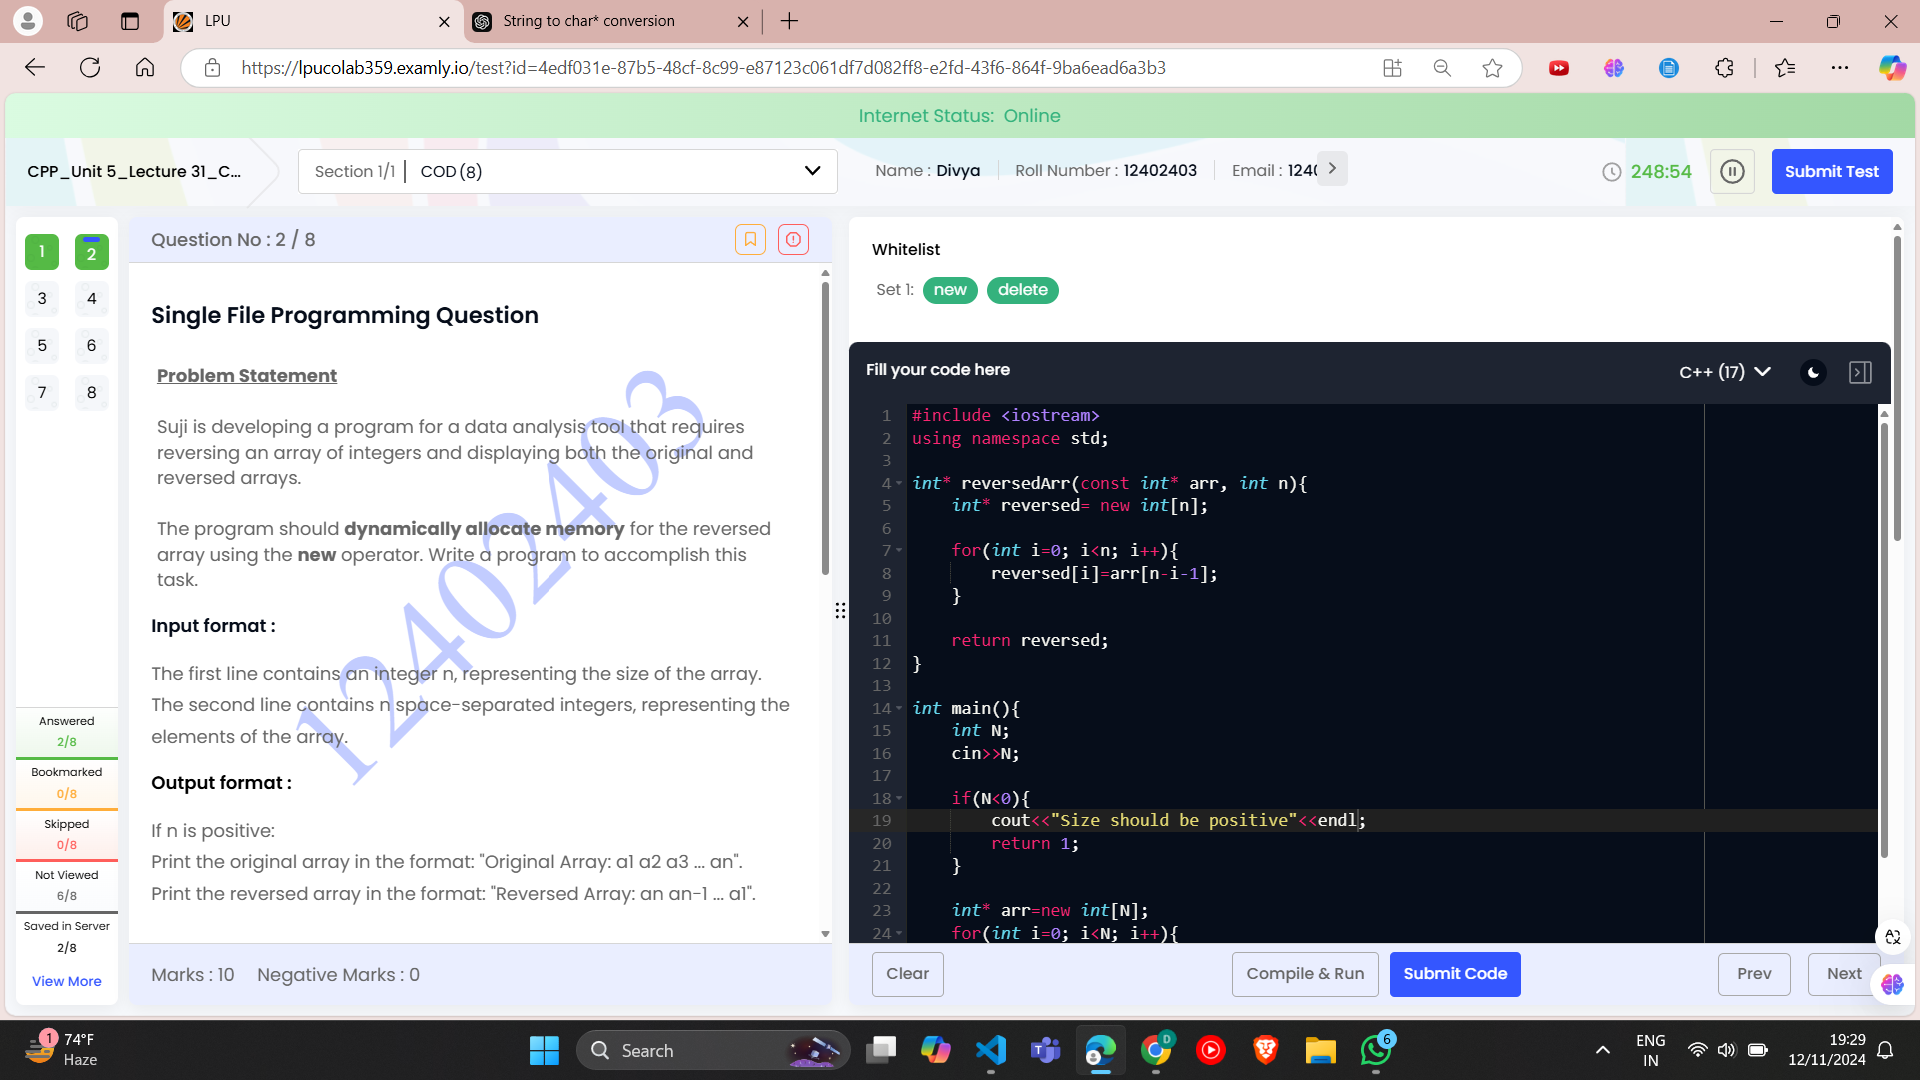 LPU
String to char* conversion
https://lpucolab359.examly.io/test?id=4edf031e-87b5-48cf-8c99-e87123c061df7d082ff8-e2fd-43f6-864f-9ba6ead6a3b3
Internet Status: Online
CPP_Unit 5_Lecture 31_C...
Section 1/1 | COD (8)
Name : Divya
Roll Number : 12402403
Email : 1240
248:54
Submit Test
1
2
3
4
5
6
7
8
Answered
2/8
Bookmarked
0/8
Skipped
0/8
Not Viewed
6/8
Saved in Server
2/8
View More
Question No : 2 / 8
Single File Programming Question
Problem Statement
Suji is developing a program for a data analysis tool that requires
reversing an array of integers and displaying both the original and
reversed arrays.
The program should dynamically allocate memory for the reversed
array using the new operator. Write a program to accomplish this
task.
Input format :
The first line contains an integer n, representing the size of the array.
The second line contains n space-separated integers, representing the
elements of the array.
Output format :
If n is positive:
Print the original array in the format: "Original Array: a1 a2 a3 ... an".
Print the reversed array in the format: "Reversed Array: an an-1 ... a1".
12402403
Marks : 10
Negative Marks : 0
Whitelist
Set 1: new delete
Fill your code here
C++ (17)
1 #include <iostream>
2 using namespace std;
3
4 int* reversedArr(const int* arr, int n){
5 int* reversed= new int[n];
6
7 for(int i=0; i<n; i++){
8 reversed[i]=arr[n-i-1];
9 }
10
11 return reversed;
12 }
13
14 int main(){
15 int N;
16 cin>>N;
17
18 if(N<0){
19 cout<<"Size should be positive"<<endl;
20 return 1;
21 }
22
23 int* arr=new int[N];
24 for(int i=0; i<N; i++){
Clear
Compile & Run
Submit Code
Prev
Next
1
74°F
Haze
Search
D
6
ENG
IN
19:29
12/11/2024